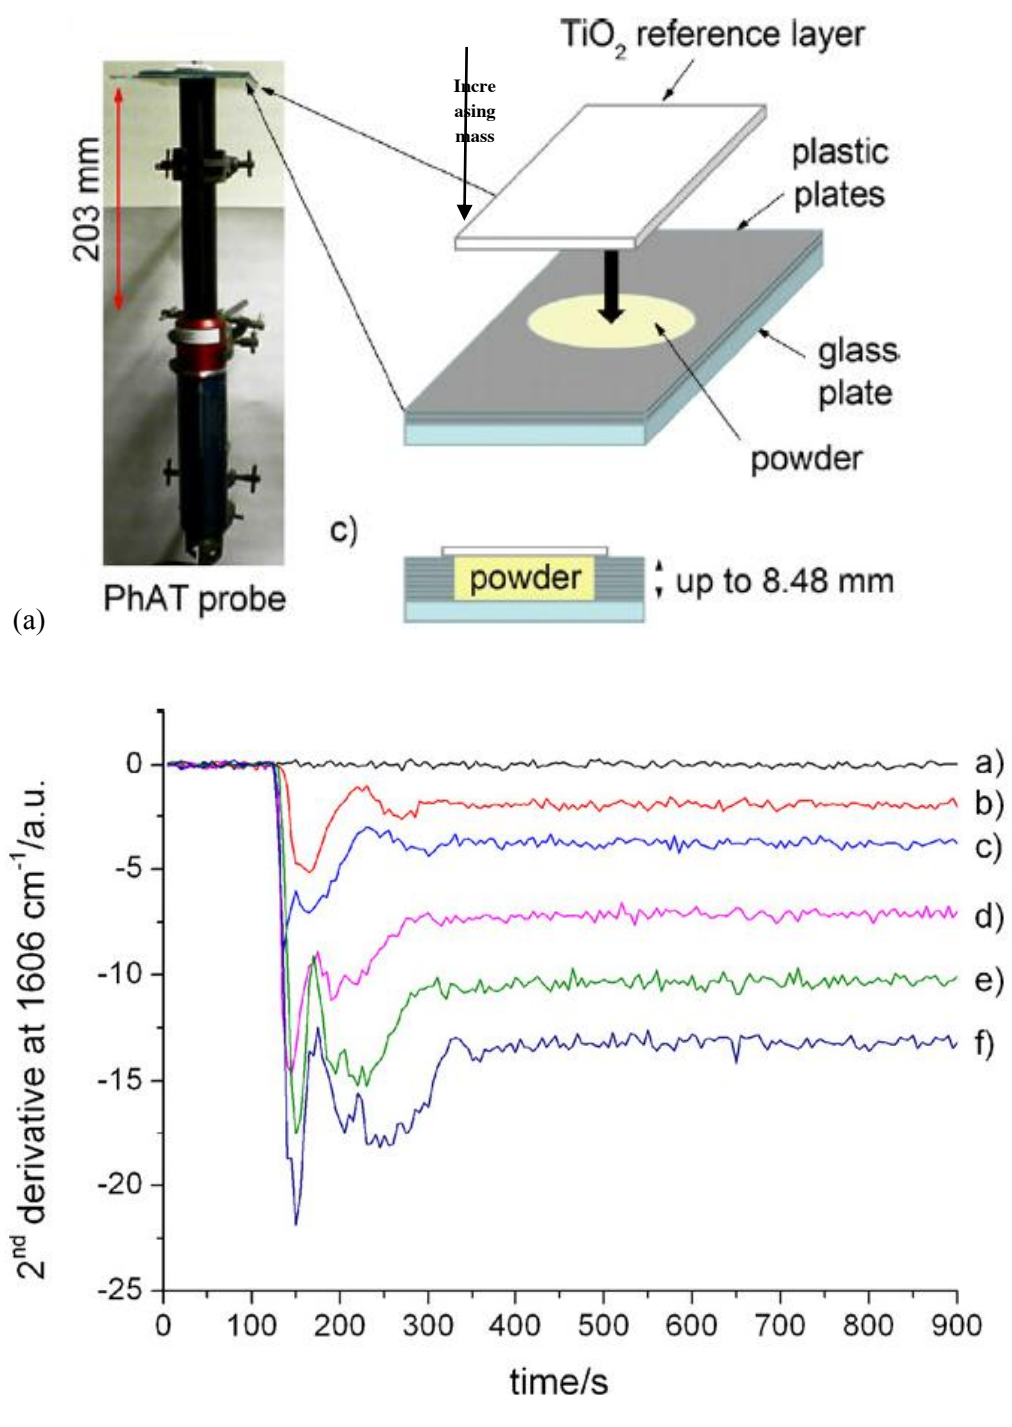 TiO2 reference layer
Incre
asing
mass
203 mm
plastic
plates
glass
plate
powder
c)
powder
up to 8.48 mm
PhAT probe
(a)
2nd derivative at 1606 cm-1/a.u.
0
-5
-10
-15
-20
-25
a)
b)
c)
d)
e)
f)
0 100 200 300 400 500 600 700 800 900
time/s